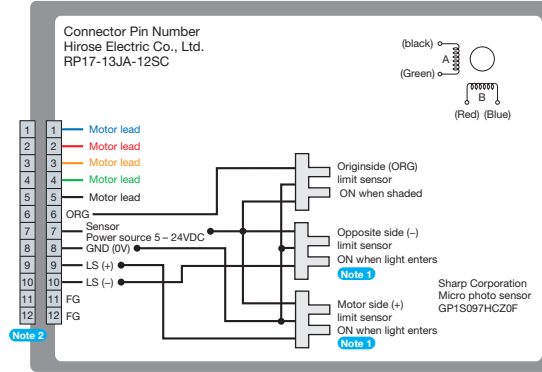 Connector Pin Number
Hirose Electric Co., Ltd.
RP17-13JA-12SC
(black)
A
(Green)
B
(Red) (Blue)
1 1 Motor lead
2 2 Motor lead
3 3 Motor lead
4 4 Motor lead
5 5 Motor lead
6 6 ORG
7 7 Sensor
Power source 5 – 24VDC
8 8 GND (0V)
9 9 LS (+)
10 10 LS (–)
11 11 FG
12 12 FG
Note 2
Originside (ORG)
limit sensor
ON when shaded
Opposite side (–)
limit sensor
ON when light enters
Note 1
Motor side (+)
limit sensor
ON when light enters
Note 1
Sharp Corporation
Micro photo sensor
GP1S097HCZ0F